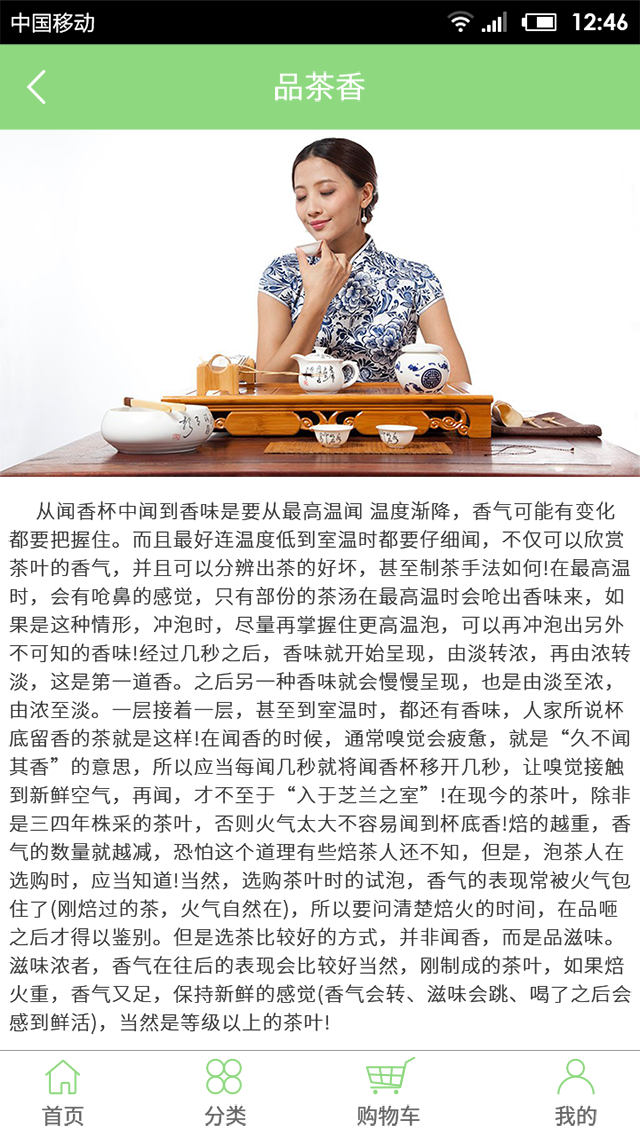 中国移动
12:46
品茶香
从闻香杯中闻到香味是要从最高温闻 温度渐降，香气可能有变化
都要把握住。而且最好连温度低到室温时都要仔细闻，不仅可以欣赏
茶叶的香气，并且可以分辨出茶的好坏，甚至制茶手法如何!在最高温
时，会有呛鼻的感觉，只有部份的茶汤在最高温时会呛出香味来，如
果是这种情形，冲泡时，尽量再掌握住更高温泡，可以再冲泡出另外
不可知的香味!经过几秒之后，香味就开始呈现，由淡转浓，再由浓转
淡，这是第一道香。之后另一种香味就会慢慢呈现，也是由淡至浓，
由浓至淡。一层接着一层，甚至到室温时，都还有香味，人家所说杯
底留香的茶就是这样!在闻香的时候，通常嗅觉会疲惫，就是“久不闻
其香”的意思，所以应当每闻几秒就将闻香杯移开几秒，让嗅觉接触
到新鲜空气，再闻，才不至于“入于芝兰之室”!在现今的茶叶，除非
是三四年株采的茶叶，否则火气太大不容易闻到杯底香!焙的越重，香
气的数量就越减，恐怕这个道理有些焙茶人还不知，但是，泡茶人在
选购时，应当知道!当然，选购茶叶时的试泡，香气的表现常被火气包
住了(刚焙过的茶，火气自然在)，所以要问清楚焙火的时间，在品咂
之后才得以鉴别。但是选茶比较好的方式，并非闻香，而是品滋味。
滋味浓者，香气在往后的表现会比较好当然，刚制成的茶叶，如果焙
火重，香气又足，保持新鲜的感觉(香气会转、滋味会跳、喝了之后会
感到鲜活)，当然是等级以上的茶叶!
首页
分类
购物车
我的